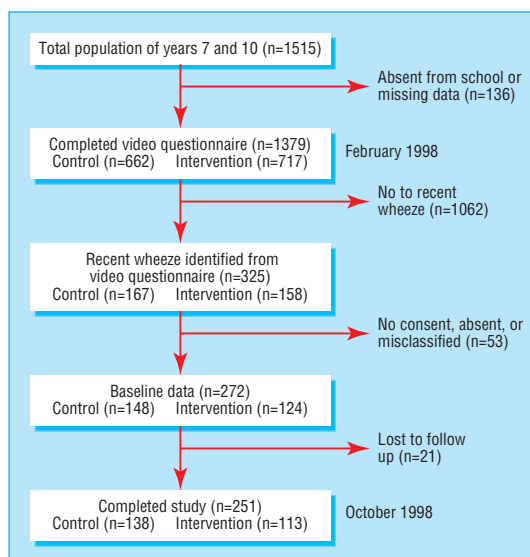 Total population of years 7 and 10 (n=1515)
Absent from school or
missing data (n=136)
Completed video questionnaire (n=1379)
Control (n=662) Intervention (n=717)
February 1998
No to recent
wheeze (n=1062)
Recent wheeze identified from
video questionnaire (n=325)
Control (n=167) Intervention (n=158)
No consent, absent, or
misclassified (n=53)
Baseline data (n=272)
Control (n=148) Intervention (n=124)
Lost to follow
up (n=21)
Completed study (n=251)
Control (n=138) Intervention (n=113)
October 1998